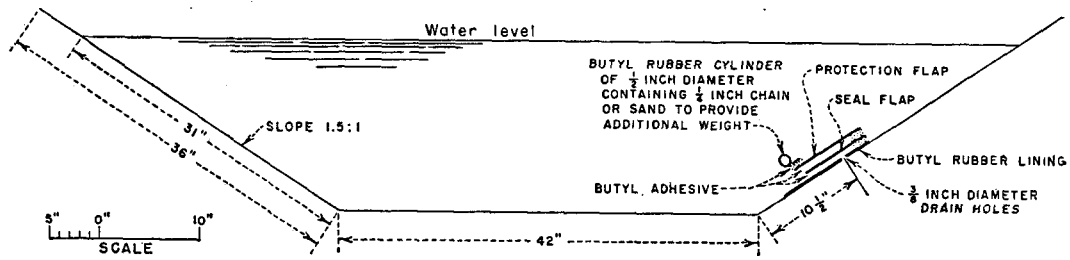 Water level
BUTYL RUBBER CYLINDER
OF 1/2 INCH DIAMETER
CONTAINING 1/4 INCH CHAIN
OR SAND TO PROVIDE
ADDITIONAL WEIGHT
PROTECTION FLAP
SEAL FLAP
31"
36"
SLOPE 1.5:1
BUTYL RUBBER LINING
BUTYL ADHESIVE
3/8 INCH DIAMETER
DRAIN HOLES
10 1/2"
5" 0" 10"
SCALE
42"